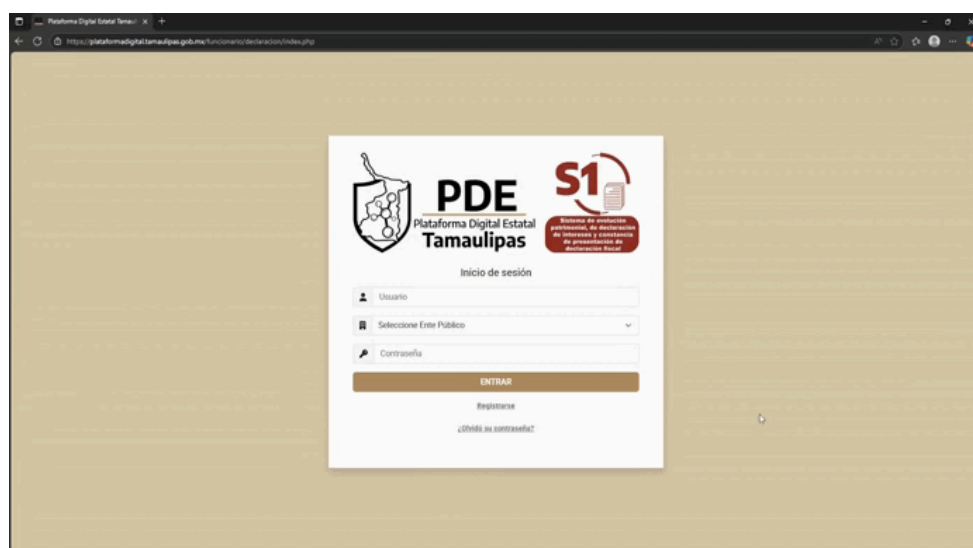 Plataforma Digital Estatal Tamaul
https://plataformadigital.tamaulipas.gob.mx/funcionario/declaracion/index.php
PDE
Plataforma Digital Estatal
Tamaulipas
S1
Sistema de evolución
patrimonial, de declaración
de intereses y constancia
de presentación de
declaración fiscal
Inicio de sesión
Usuario
Seleccione Ente Público
Contraseña
ENTRAR
Registrarse
¿Olvidó su contraseña?